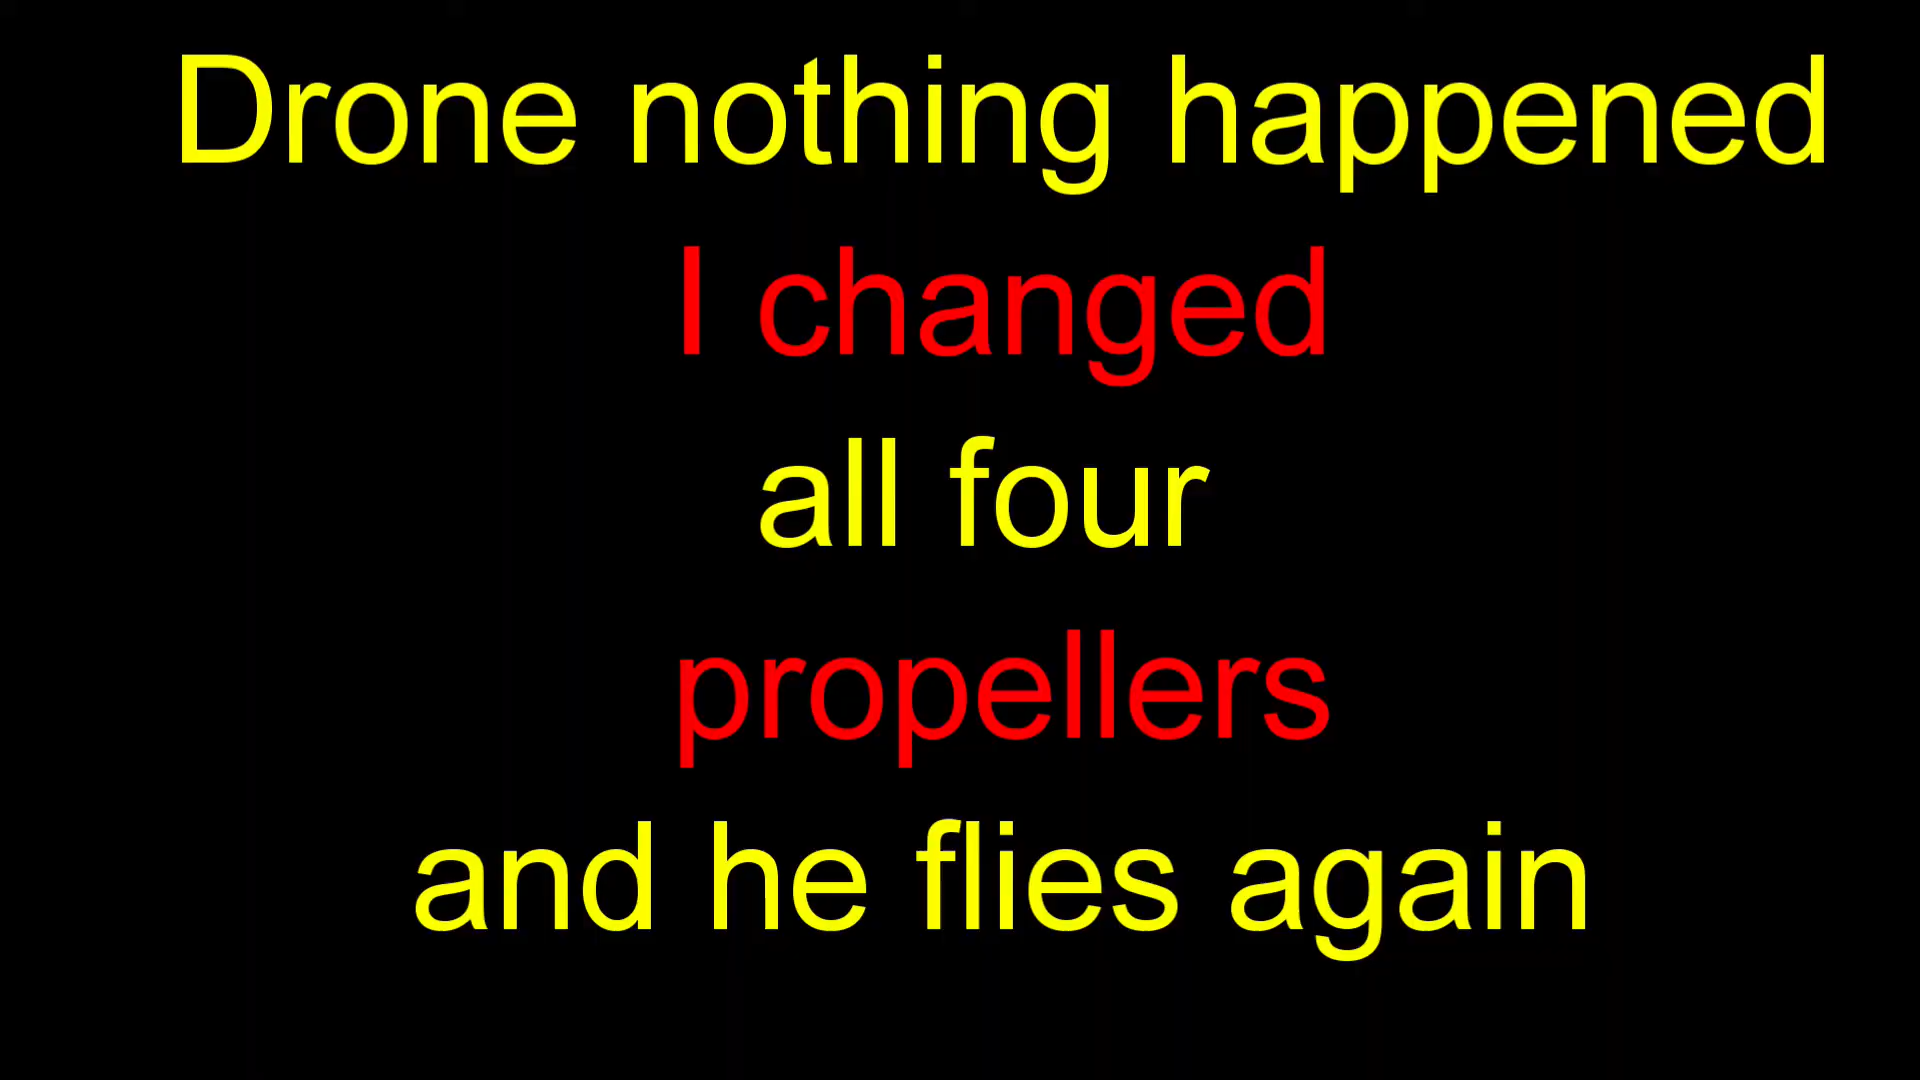 Drone nothing happened
I changed
all four
propellers
and he flies again